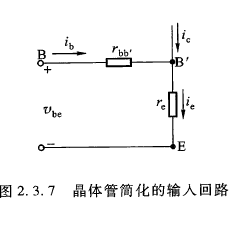 i_c
B i_b r_bb′ B′
+
v_be r_e i_e
− E
图 2.3.7 晶体管简化的输入回路